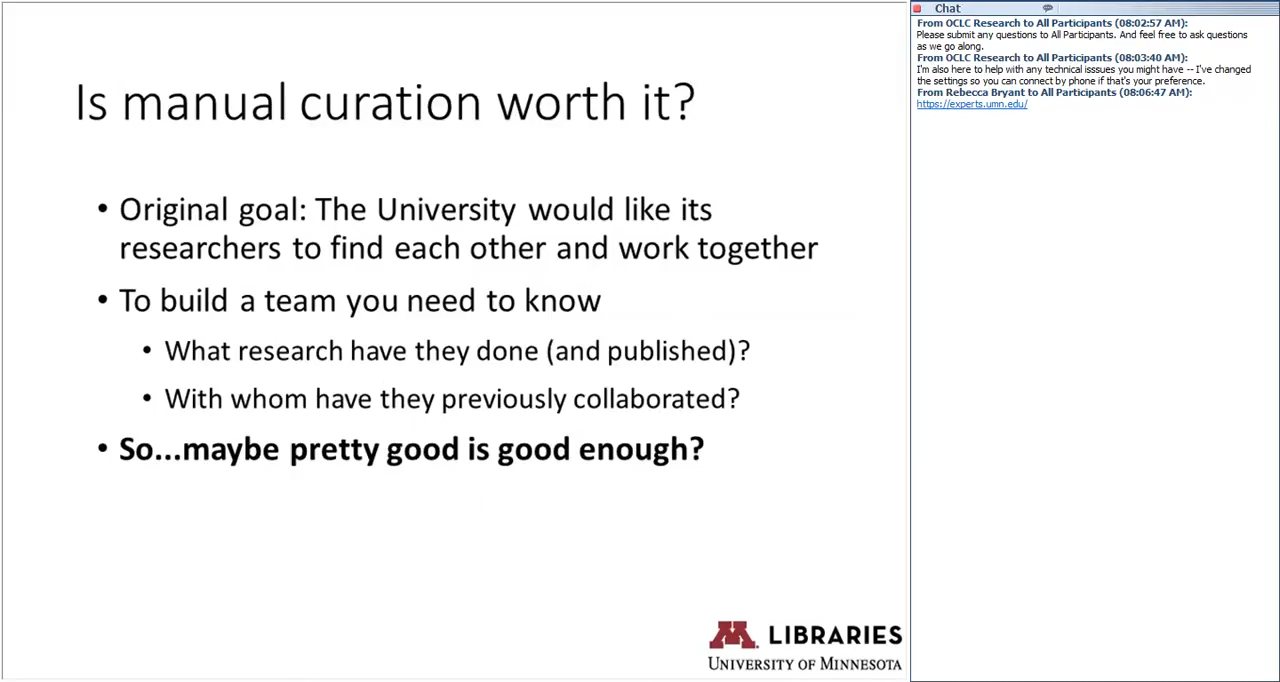 Is manual curation worth it?
• Original goal: The University would like its
researchers to find each other and work together
• To build a team you need to know
• What research have they done (and published)?
• With whom have they previously collaborated?
• So...maybe pretty good is good enough?
M LIBRARIES
UNIVERSITY OF MINNESOTA
Chat
From OCLC Research to All Participants (08:02:57 AM):
Please submit any questions to All Participants. And feel free to ask questions
as we go along.
From OCLC Research to All Participants (08:03:40 AM):
I'm also here to help with any technical isssues you might have -- I've changed
the settings so you can connect by phone if that's your preference.
From Rebecca Bryant to All Participants (08:06:47 AM):
https://experts.umn.edu/